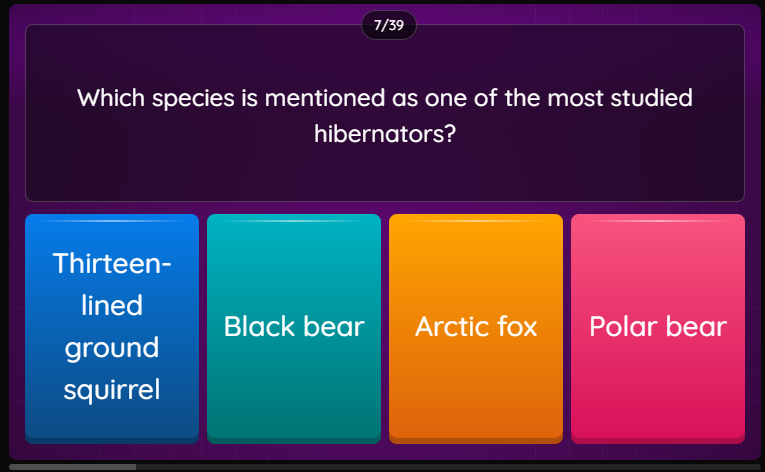 7/39
Which species is mentioned as one of the most studied
hibernators?
Thirteen-
lined
ground
squirrel
Black bear
Arctic fox
Polar bear